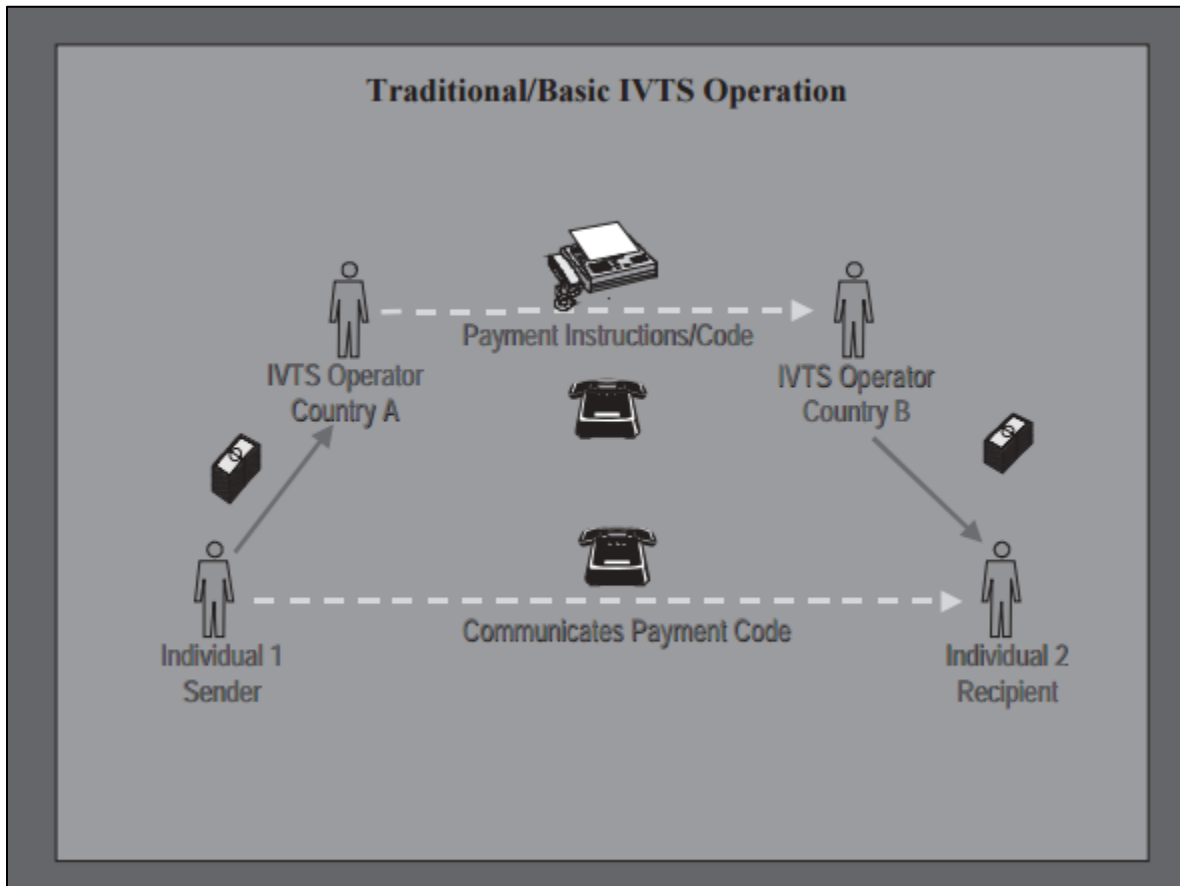 Traditional/Basic IVTS Operation
Payment Instructions/Code
IVTS Operator
Country A
IVTS Operator
Country B
Communicates Payment Code
Individual 1
Sender
Individual 2
Recipient